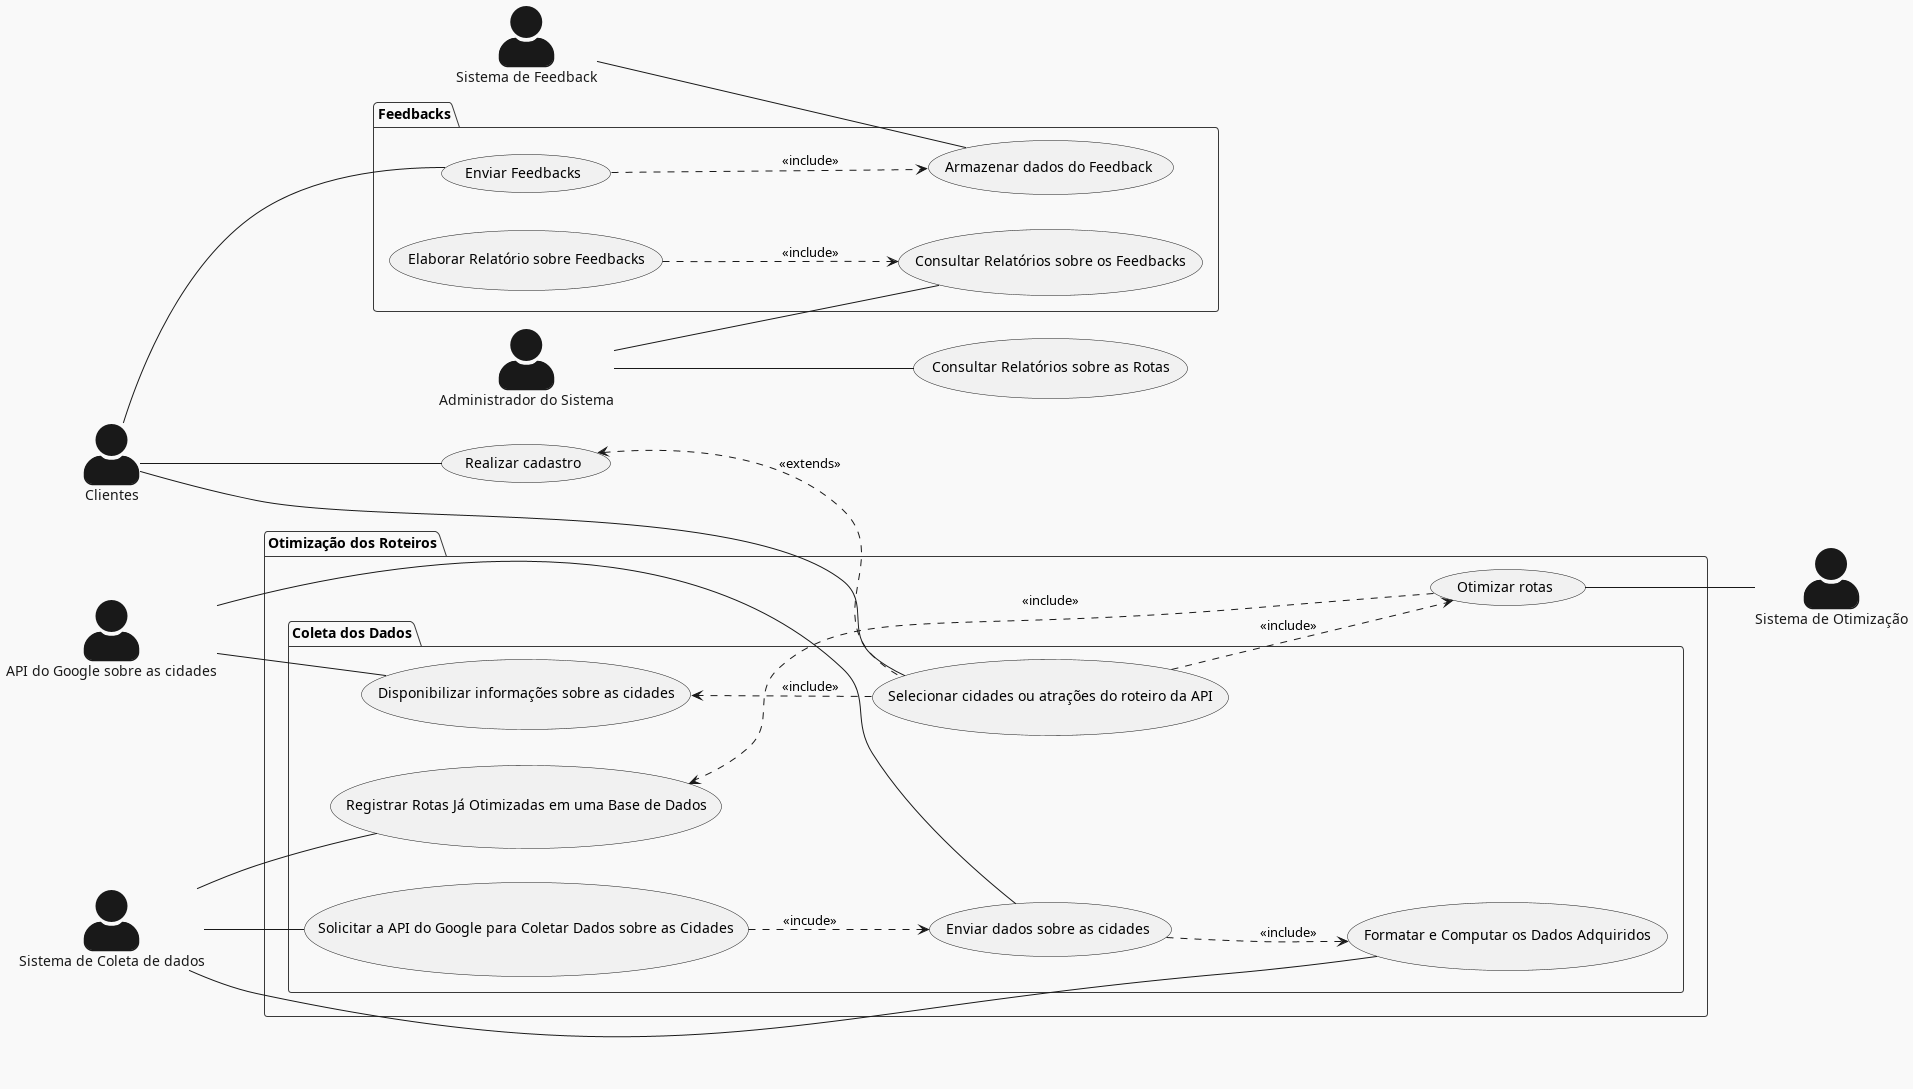 Sistema de Feedback
Feedbacks
Enviar Feedbacks
«include»
Armazenar dados do Feedback
Elaborar Relatório sobre Feedbacks
«include»
Consultar Relatórios sobre os Feedbacks
Administrador do Sistema
Consultar Relatórios sobre as Rotas
Clientes
Realizar cadastro
«extends»
Otimização dos Roteiros
Otimizar rotas
Sistema de Otimização
«include»
«include»
API do Google sobre as cidades
Coleta dos Dados
Disponibilizar informações sobre as cidades
«include»
Selecionar cidades ou atrações do roteiro da API
Registrar Rotas Já Otimizadas em uma Base de Dados
Sistema de Coleta de dados
Solicitar a API do Google para Coletar Dados sobre as Cidades
«incude»
Enviar dados sobre as cidades
«include»
Formatar e Computar os Dados Adquiridos